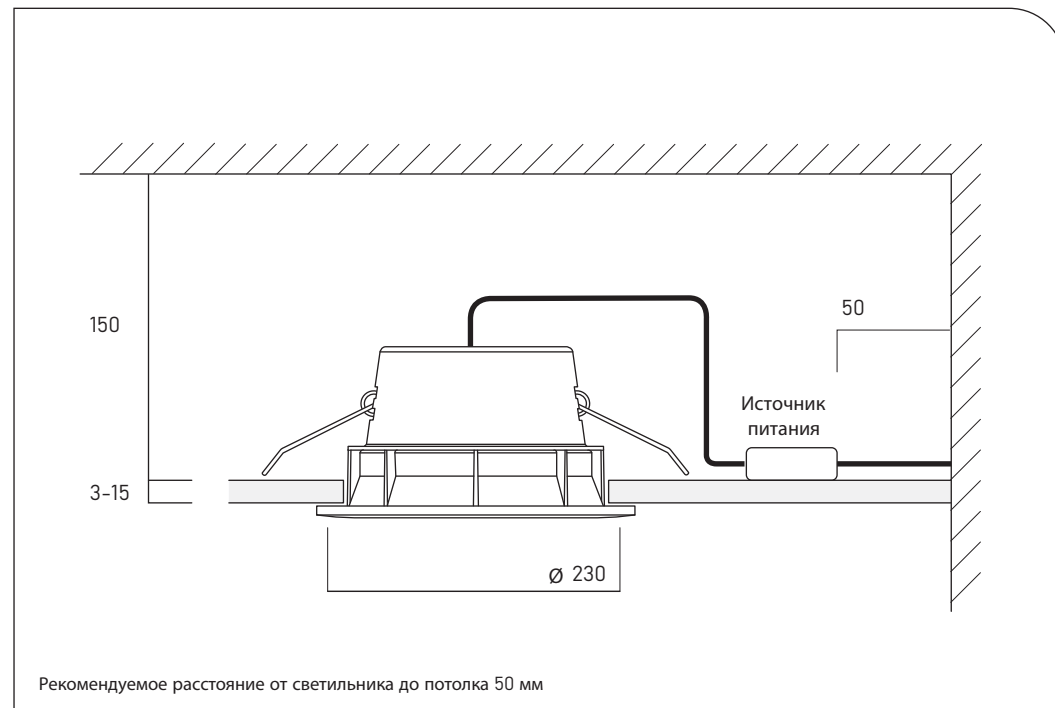 150
50
Источник
питания
3-15
Ø 230
Рекомендуемое расстояние от светильника до потолка 50 мм